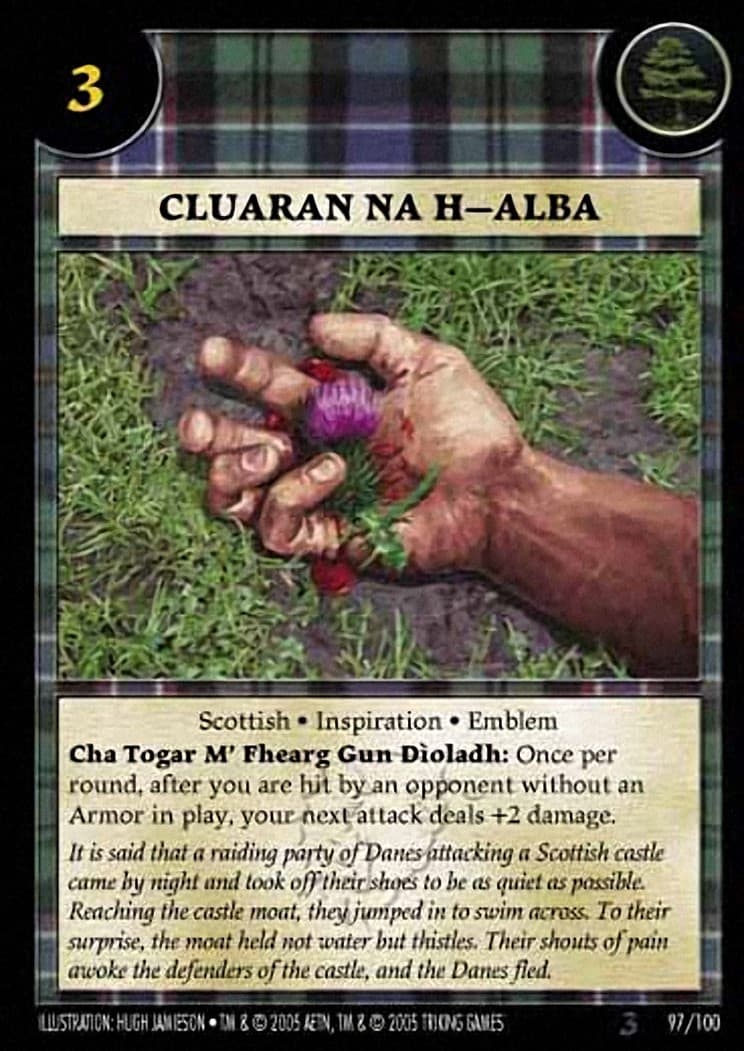 3
CLUARAN NA H–ALBA
Scottish • Inspiration • Emblem
Cha Togar M' Fhearg Gun Dìoladh: Once per
round, after you are hit by an opponent without an
Armor in play, your next attack deals +2 damage.
It is said that a raiding party of Danes attacking a Scottish castle
came by night and took off their shoes to be as quiet as possible.
Reaching the castle moat, they jumped in to swim across. To their
surprise, the moat held not water but thistles. Their shouts of pain
awoke the defenders of the castle, and the Danes fled.
ILLUSTRATION: HUGH JAMIESON • TM & © 2005 AETN, TM & © 2005 TRIKING GAMES 3 97/100